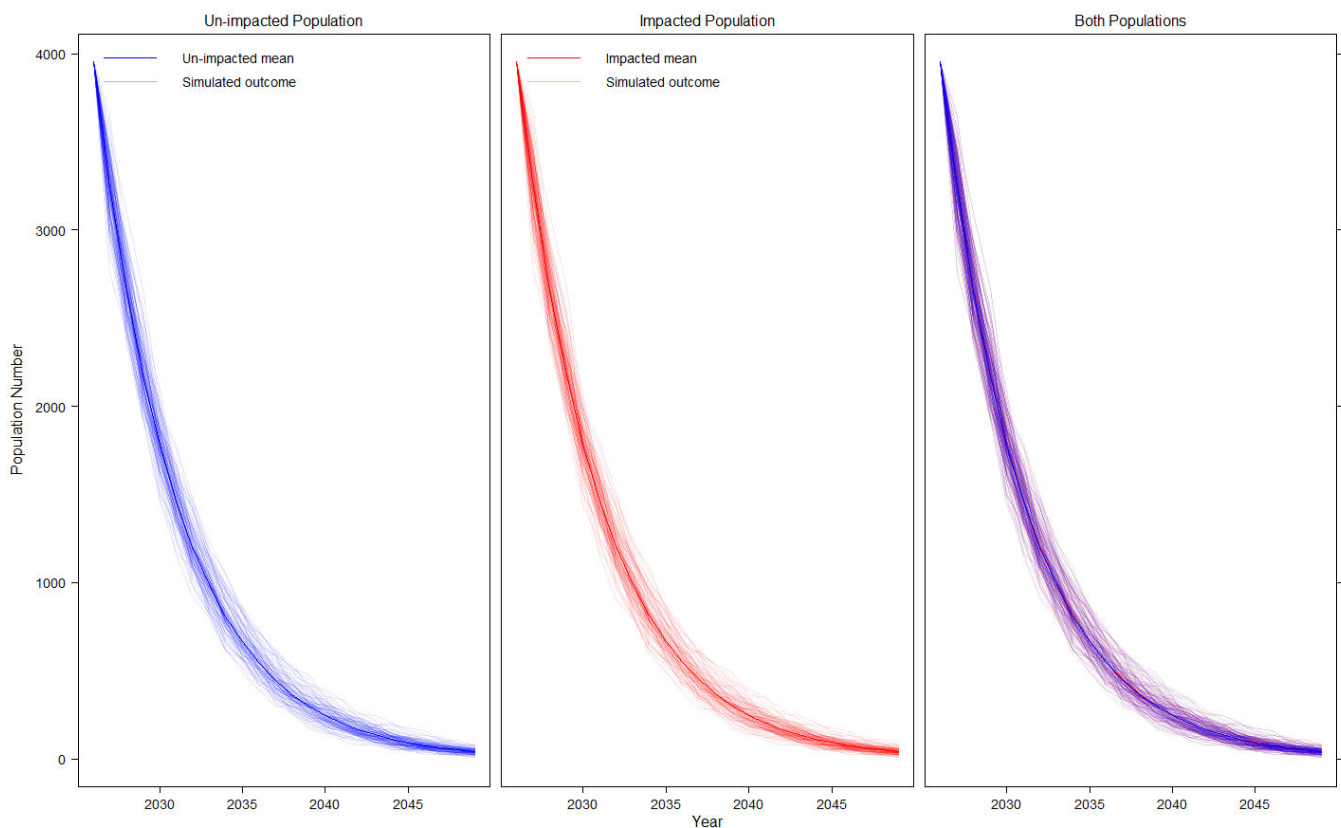 Un-impacted Population
Impacted Population
Both Populations
Un-impacted mean
Simulated outcome
Impacted mean
Simulated outcome
4000
3000
2000
1000
0
Population Number
2030 2035 2040 2045
2030 2035 2040 2045
2030 2035 2040 2045
Year